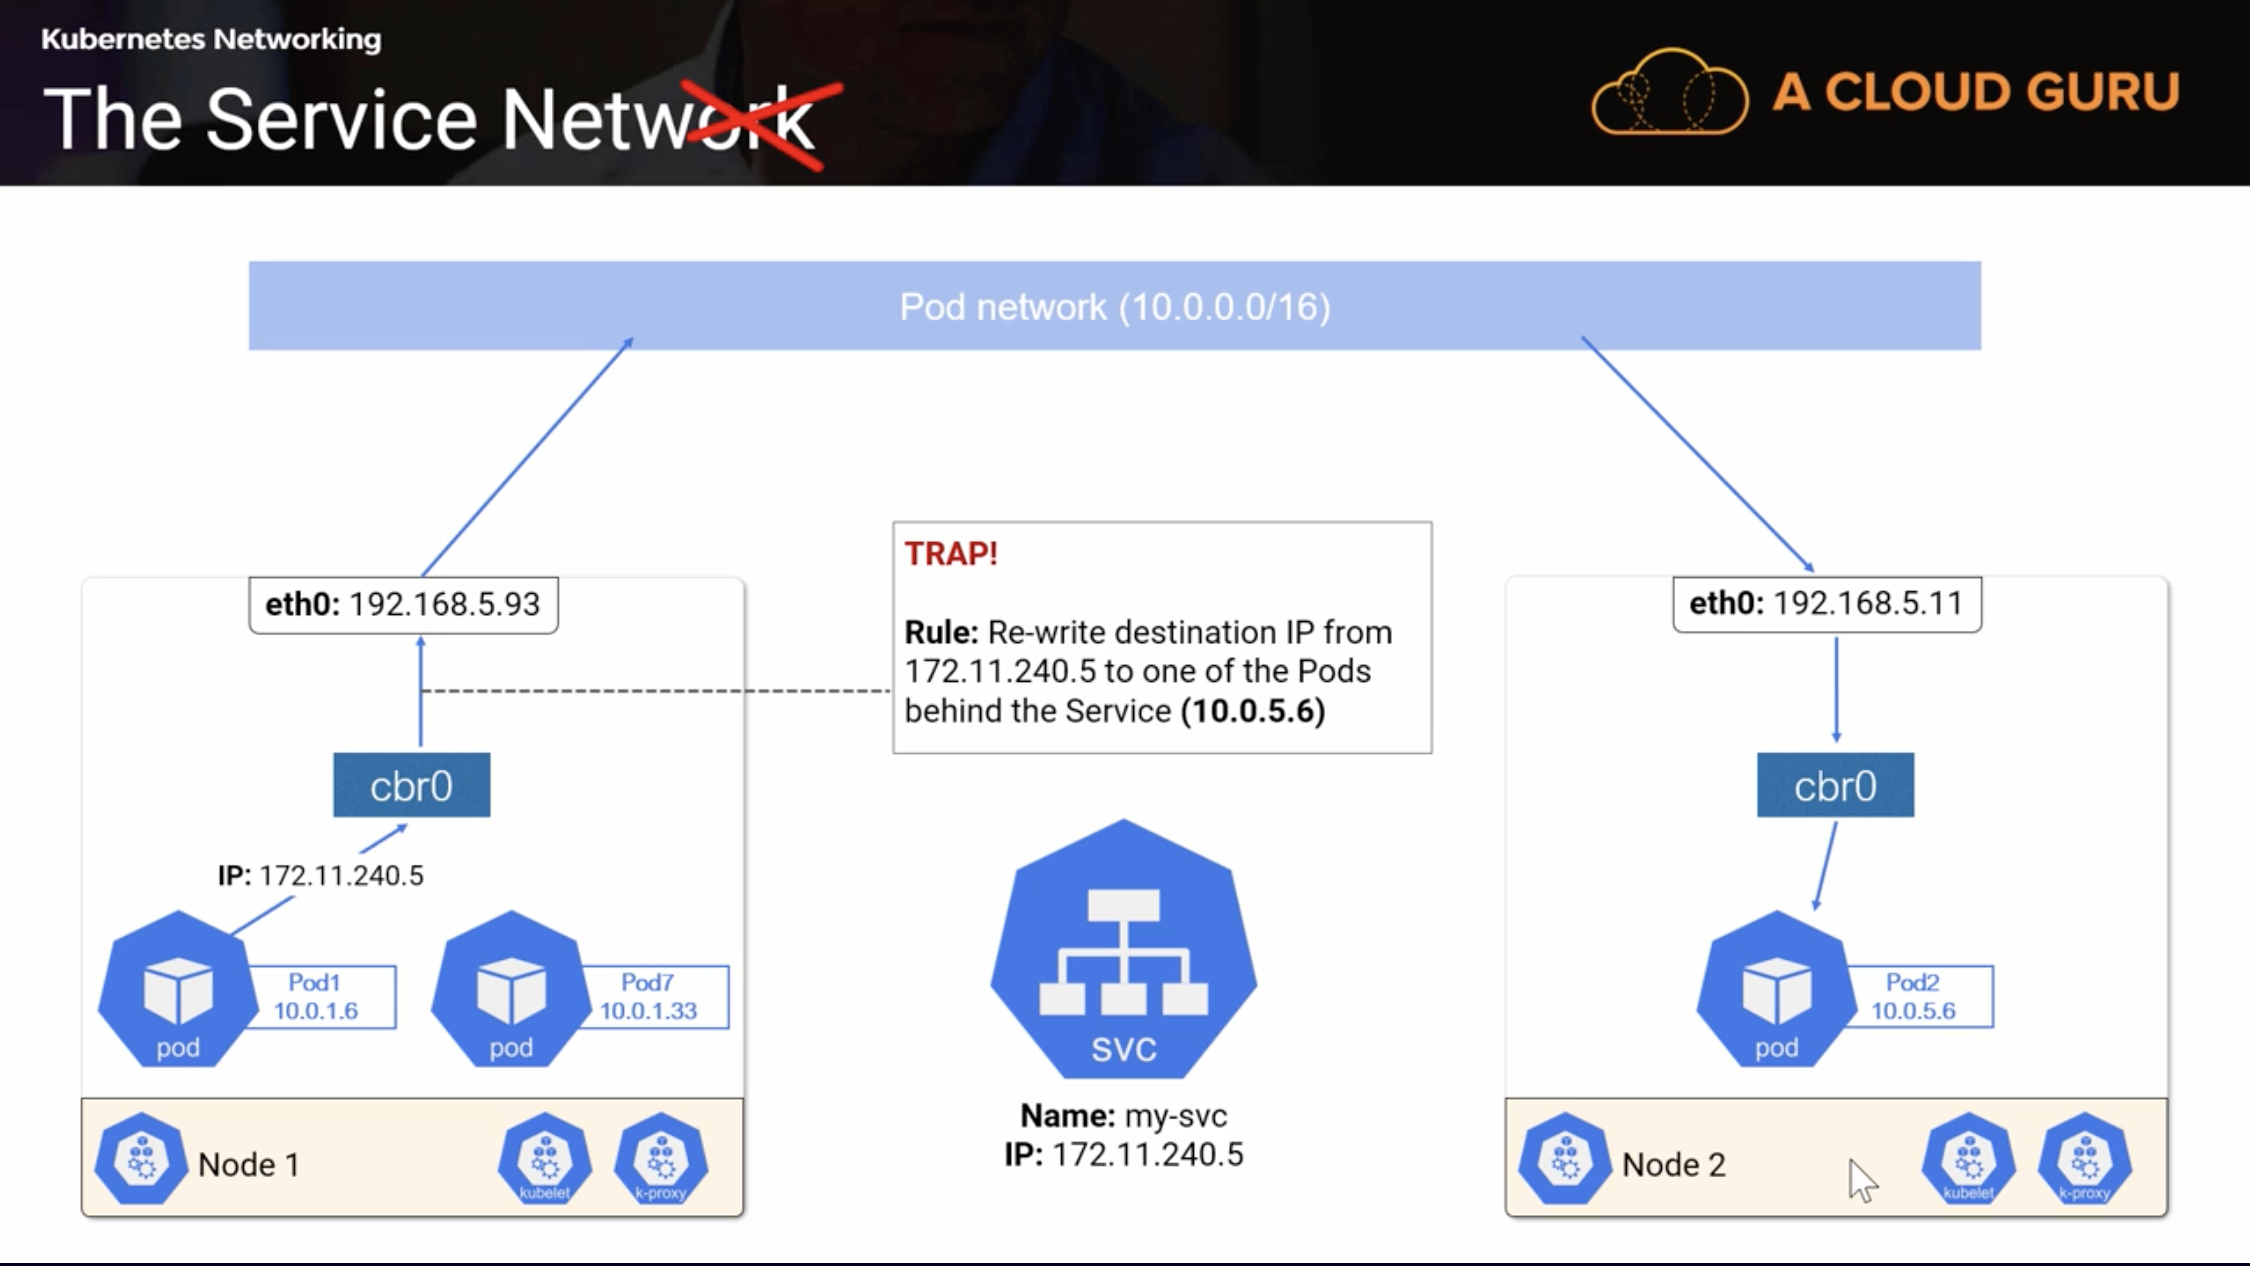 Kubernetes Networking
The Service Network
A CLOUD GURU
Pod network (10.0.0.0/16)
eth0: 192.168.5.93
TRAP!
Rule: Re-write destination IP from
172.11.240.5 to one of the Pods
behind the Service (10.0.5.6)
eth0: 192.168.5.11
cbr0
cbr0
IP: 172.11.240.5
Pod1
10.0.1.6
pod
Pod7
10.0.1.33
pod
svc
Name: my-svc
IP: 172.11.240.5
Pod2
10.0.5.6
pod
Node 1
kubelet
k-proxy
Node 2
kubelet
k-proxy